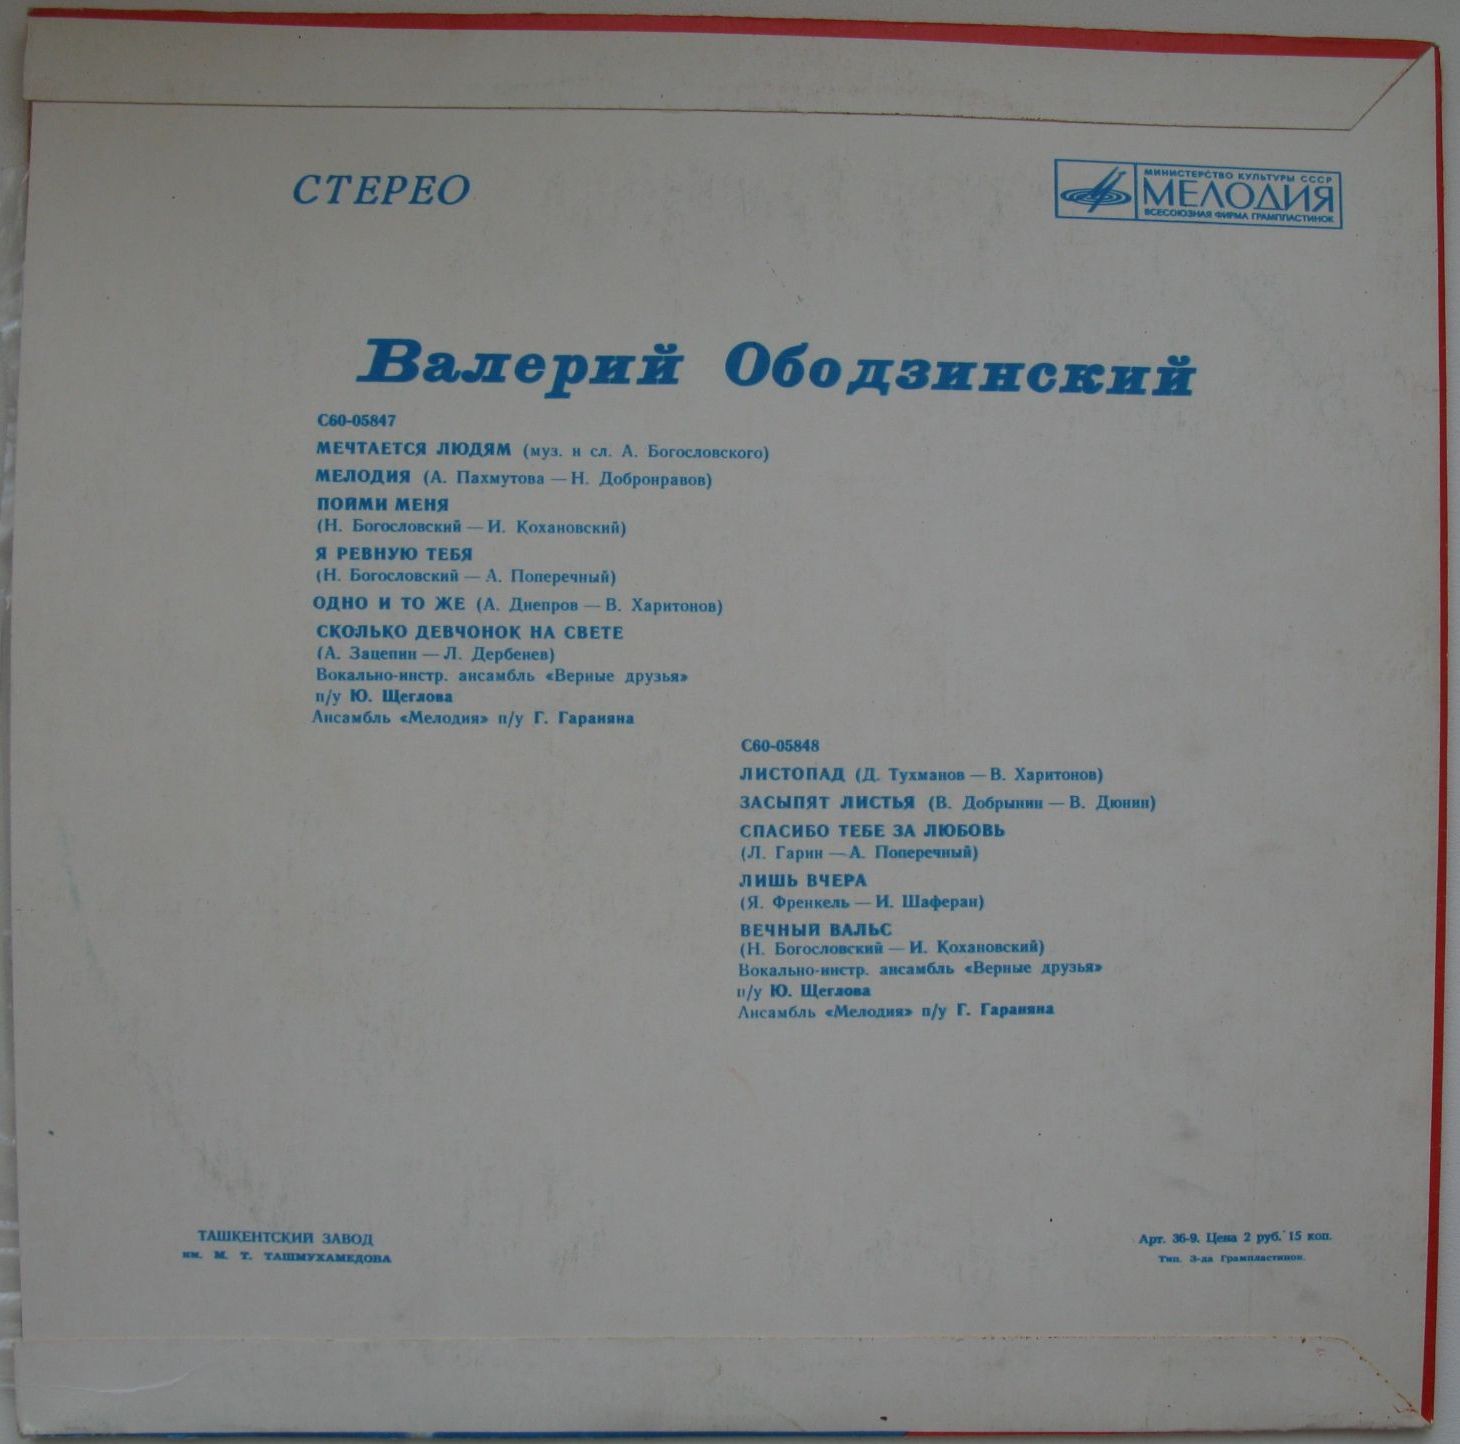 СТЕРЕО
МИНИСТЕРСТВО КУЛЬТУРЫ СССР
МЕЛОДИЯ
ВСЕСОЮЗНАЯ ФИРМА ГРАМПЛАСТИНОК
Валерий Ободзинский
С60-05847
МЕЧТАЕТСЯ ЛЮДЯМ (муз. и сл. А. Богословского)
МЕЛОДИЯ (А. Пахмутова — Н. Добронравов)
ПОЙМИ МЕНЯ
(Н. Богословский — И. Кохановский)
Я РЕВНУЮ ТЕБЯ
(Н. Богословский — А. Поперечный)
ОДНО И ТО ЖЕ (А. Днепров — В. Харитонов)
СКОЛЬКО ДЕВЧОНОК НА СВЕТЕ
(А. Зацепин — Л. Дербенев)
Вокально-инстр. ансамбль «Верные друзья»
п/у Ю. Щеглова
Ансамбль «Мелодия» п/у Г. Гараняна
С60-05848
ЛИСТОПАД (Д. Тухманов — В. Харитонов)
ЗАСЫПЯТ ЛИСТЬЯ (В. Добрынин — В. Дюнин)
СПАСИБО ТЕБЕ ЗА ЛЮБОВЬ
(Л. Гарин — А. Поперечный)
ЛИШЬ ВЧЕРА
(Я. Френкель — И. Шаферан)
ВЕЧНЫЙ ВАЛЬС
(Н. Богословский — И. Кохановский)
Вокально-инстр. ансамбль «Верные друзья»
п/у Ю. Щеглова
Ансамбль «Мелодия» п/у Г. Гараняна
ТАШКЕНТСКИЙ ЗАВОД
им. М. Т. ТАШМУХАМЕДОВА
Арт. 36-9. Цена 2 руб. 15 коп.
Тип. З-да Грампластинок.